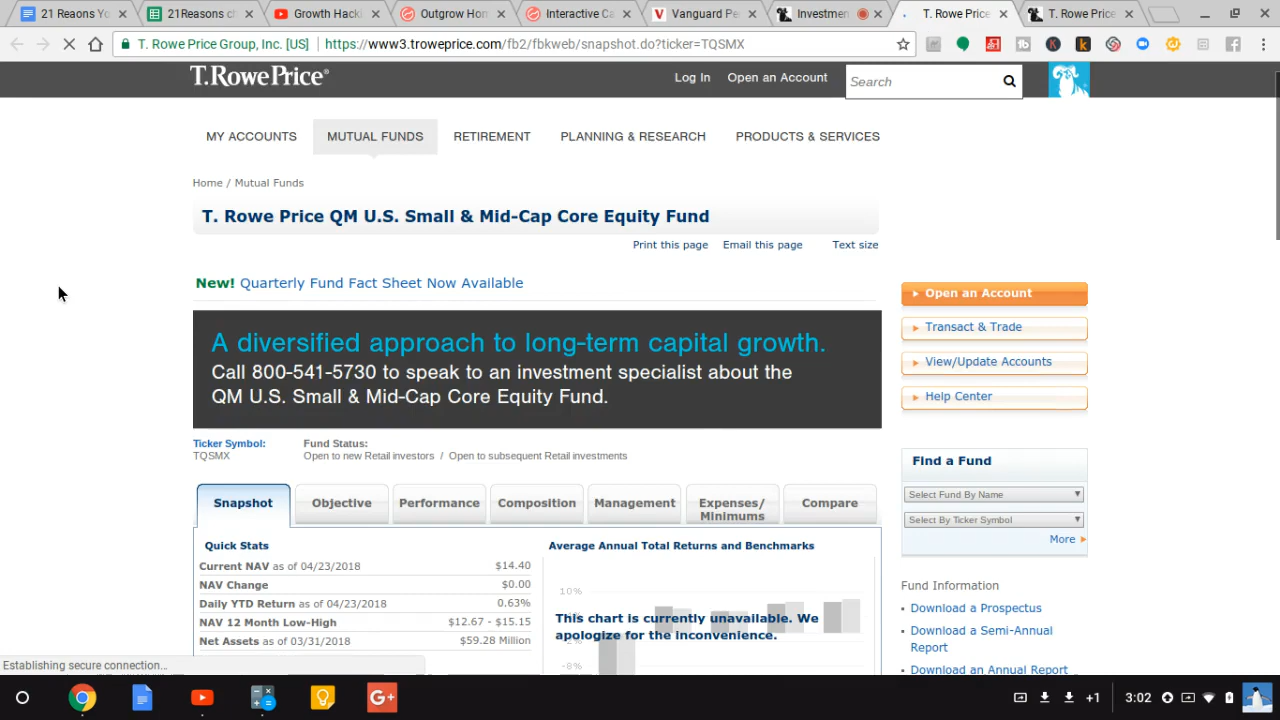 21 Reaons Yo
21Reasons ch
Growth Hack
Outgrow Hom
Interactive Ca
Vanguard Pe
Investmen
T. Rowe Price
T. Rowe Price
T. Rowe Price Group, Inc. [US]
https://www3.troweprice.com/fb2/fbkweb/snapshot.do?ticker=TQSMX
T.RowePrice®
Log In
Open an Account
Search
MY ACCOUNTS
MUTUAL FUNDS
RETIREMENT
PLANNING & RESEARCH
PRODUCTS & SERVICES
Home / Mutual Funds
T. Rowe Price QM U.S. Small & Mid-Cap Core Equity Fund
Print this page
Email this page
Text size
New! Quarterly Fund Fact Sheet Now Available
A diversified approach to long-term capital growth.
Call 800-541-5730 to speak to an investment specialist about the
QM U.S. Small & Mid-Cap Core Equity Fund.
Open an Account
Transact & Trade
View/Update Accounts
Help Center
Ticker Symbol:
TQSMX
Fund Status:
Open to new Retail investors / Open to subsequent Retail investments
Find a Fund
Select Fund By Name
Select By Ticker Symbol
More
Snapshot
Objective
Performance
Composition
Management
Expenses/
Minimums
Compare
Quick Stats
Current NAV as of 04/23/2018 $14.40
NAV Change $0.00
Daily YTD Return as of 04/23/2018 0.63%
NAV 12 Month Low-High $12.67 - $15.15
Net Assets as of 03/31/2018 $59.28 Million
Average Annual Total Returns and Benchmarks
10%
This chart is currently unavailable. We
apologize for the inconvenience.
-8%
Fund Information
Download a Prospectus
Download a Semi-Annual
Report
Download an Annual Report
Establishing secure connection...
G+
+1
3:02